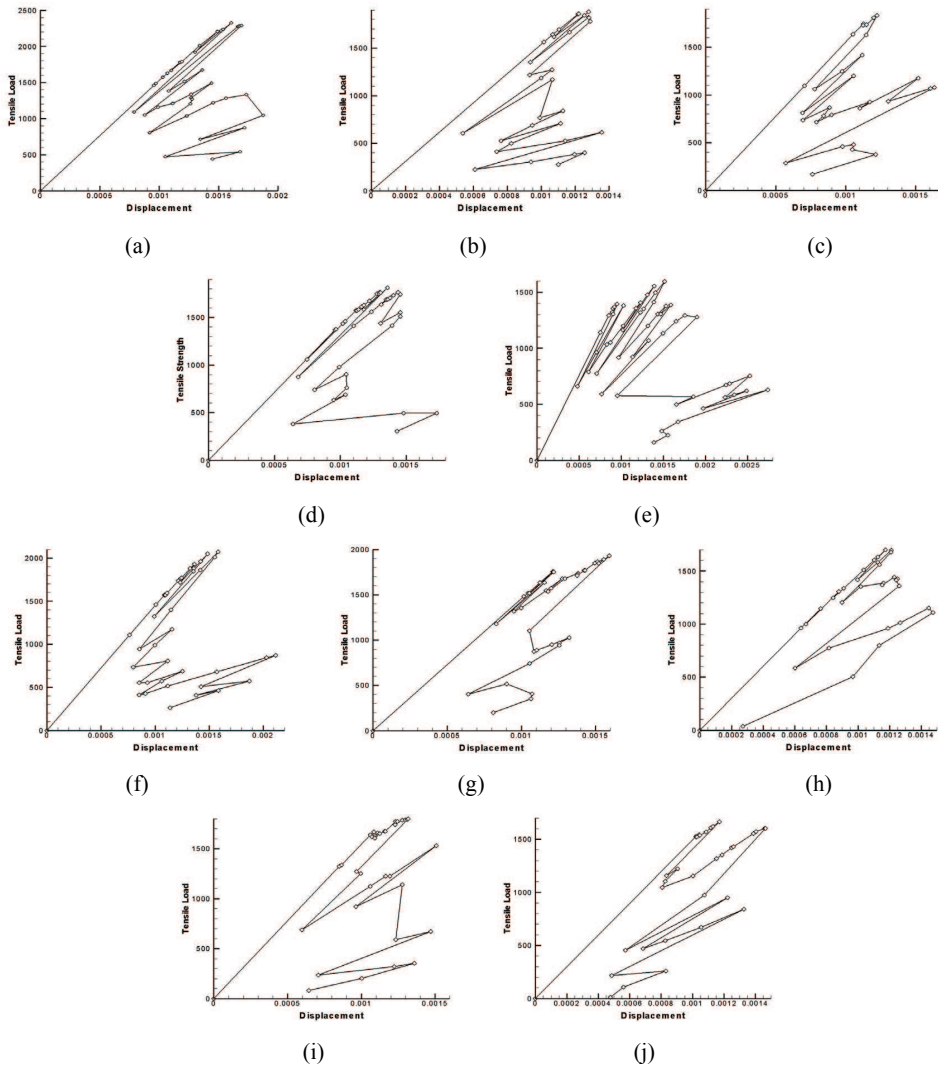 2500
2000
1500
1000
500
0
Tensile Load
0 0.0005 0.001 0.0015 0.002
Displacement
(a)
1500
1000
500
0
Tensile Load
0 0.0002 0.0004 0.0006 0.0008 0.001 0.0012 0.0014
Displacement
(b)
1500
1000
500
0
Tensile Load
0.0005 0.001 0.0015
Displacement
(c)
1500
1000
500
0
Tensile Strength
0 0.0005 0.001 0.0015
Displacement
(d)
1500
1000
500
0
Tensile Load
0 0.0005 0.001 0.0015 0.002 0.0025
Displacement
(e)
2000
1500
1000
500
0
Tensile Load
0 0.0005 0.001 0.0015 0.002
Displacement
(f)
1500
1000
500
0
Tensile Load
0 0.0005 0.001 0.0015
Displacement
(g)
1500
1000
500
0
Tensile Load
0 0.0002 0.0004 0.0006 0.0008 0.001 0.0012 0.0014
Displacement
(h)
1500
1000
500
0
Tensile Load
0 0.0005 0.001 0.0015
Displacement
(i)
1500
1000
500
0
Tensile Load
0 0.0002 0.0004 0.0006 0.0008 0.001 0.0012 0.0014
Displacement
(j)